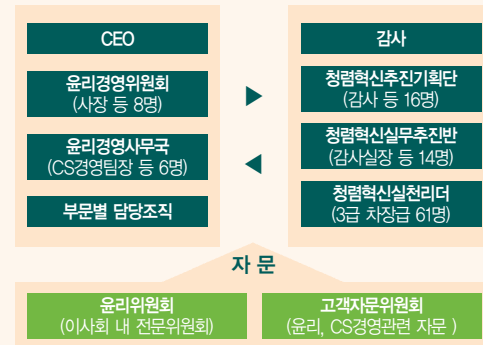 CEO
윤리경영위원회
(사장 등 8명)
윤리경영사무국
(CS경영팀장 등 6명)
부문별 담당조직
감사
청렴혁신추진기획단
(감사 등 16명)
청렴혁신실무추진반
(감사실장 등 14명)
청렴혁신실천리더
(3급 차장급 61명)
자 문
윤리위원회
(이사회 내 전문위원회)
고객자문위원회
(윤리, CS경영관련 자문 )